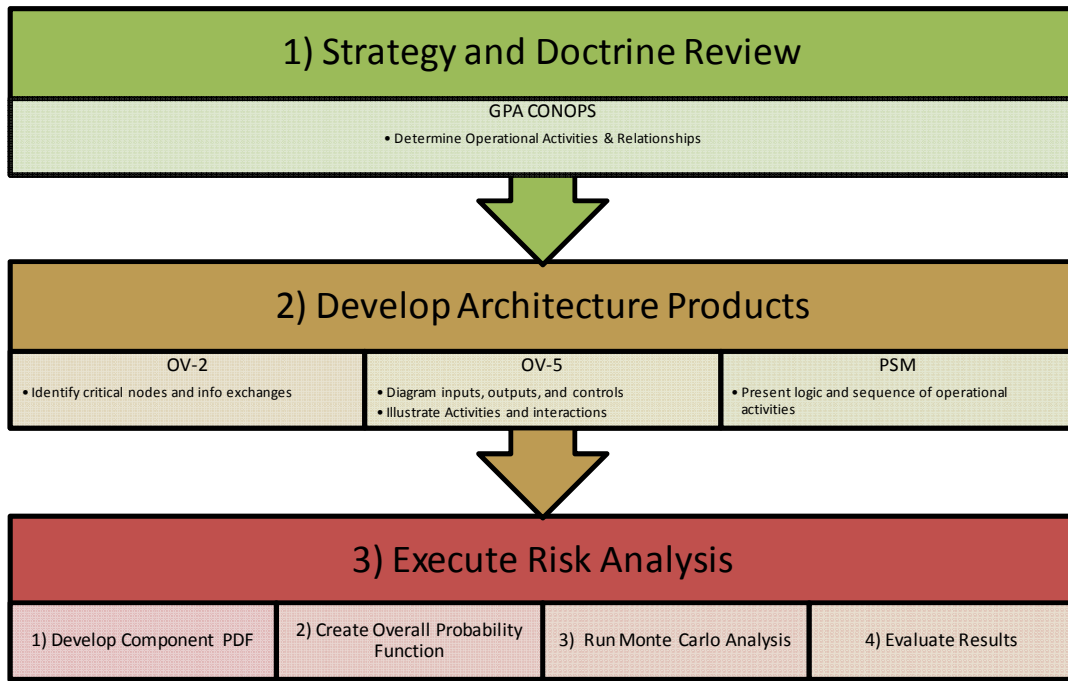 1) Strategy and Doctrine Review
GPA CONOPS
• Determine Operational Activities & Relationships
2) Develop Architecture Products
OV-2
• Identify critical nodes and info exchanges
OV-5
• Diagram inputs, outputs, and controls
• Illustrate Activities and interactions
PSM
• Present logic and sequence of operational
activities
3) Execute Risk Analysis
1) Develop Component PDF
2) Create Overall Probability
Function
3) Run Monte Carlo Analysis
4) Evaluate Results